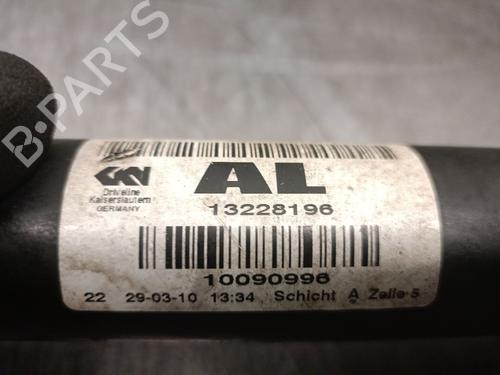 B-PARTS
GKN
AL
Driveline
Kaiserslautern
GERMANY
13228196
10090996
22 29-03-10 13:34 Schicht A Zelle 5